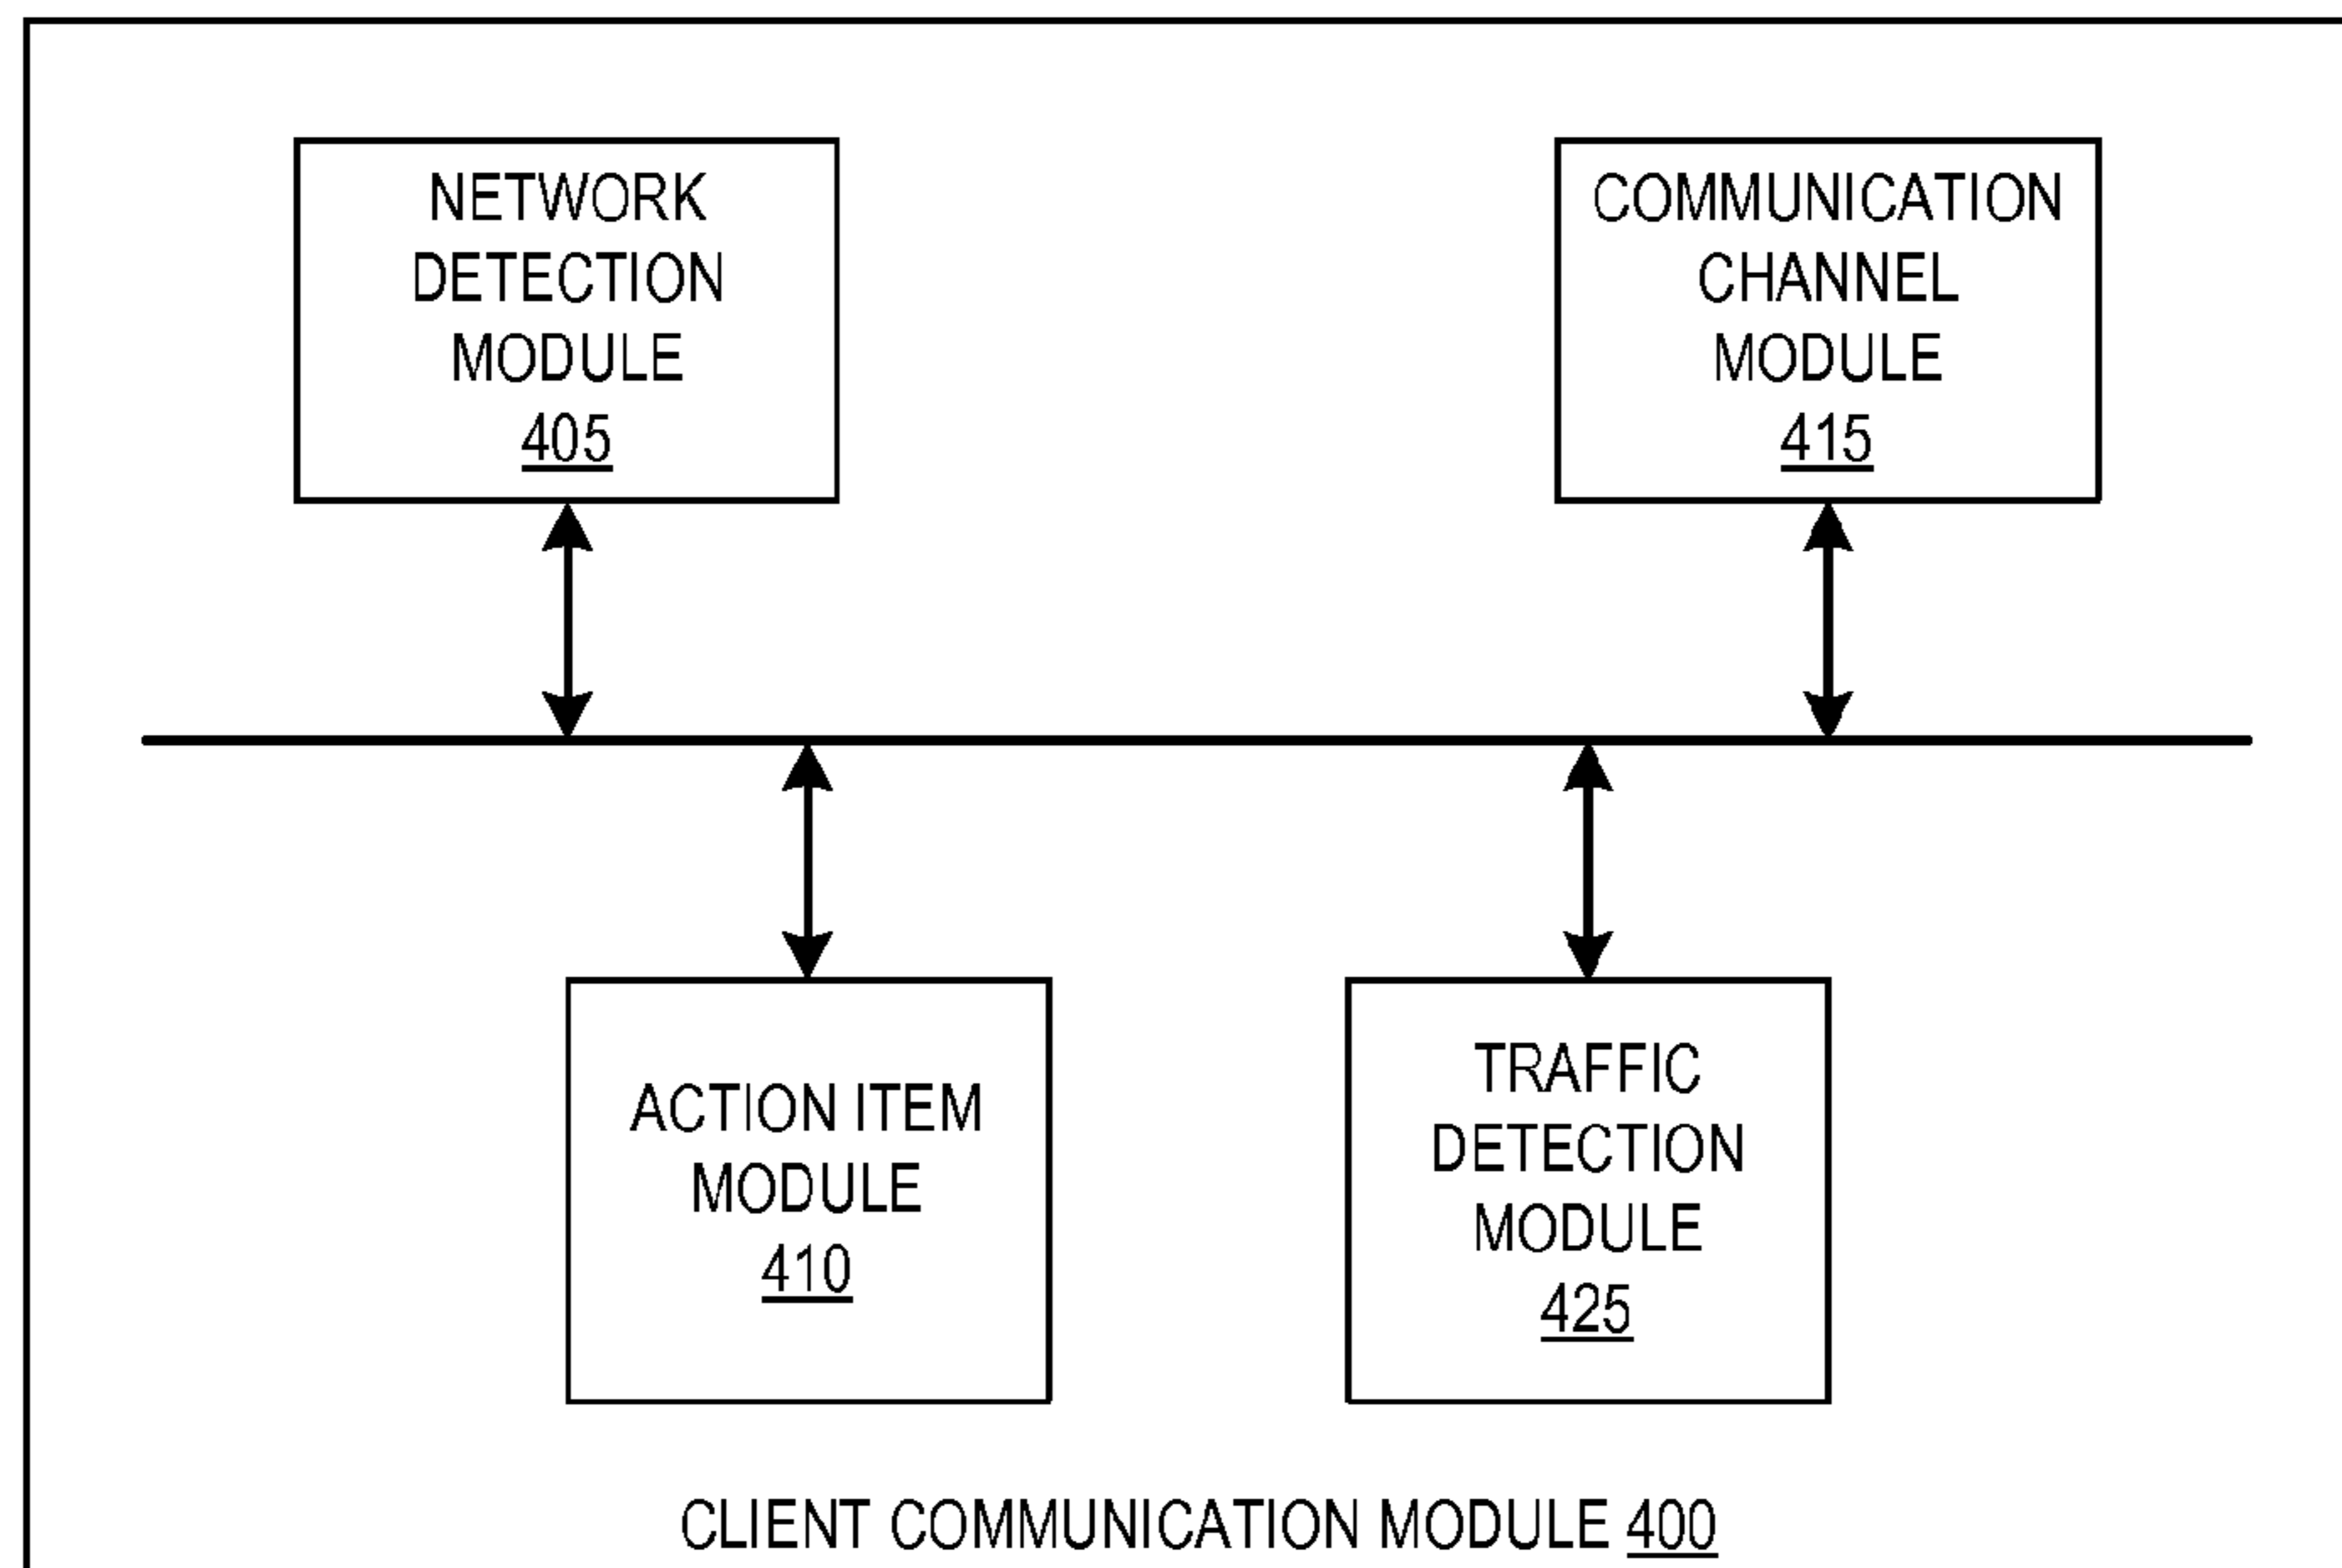 NETWORK
DETECTION
MODULE
405
COMMUNICATION
CHANNEL
MODULE
415
ACTION ITEM
MODULE
410
TRAFFIC
DETECTION
MODULE
425
CLIENT COMMUNICATION MODULE 400